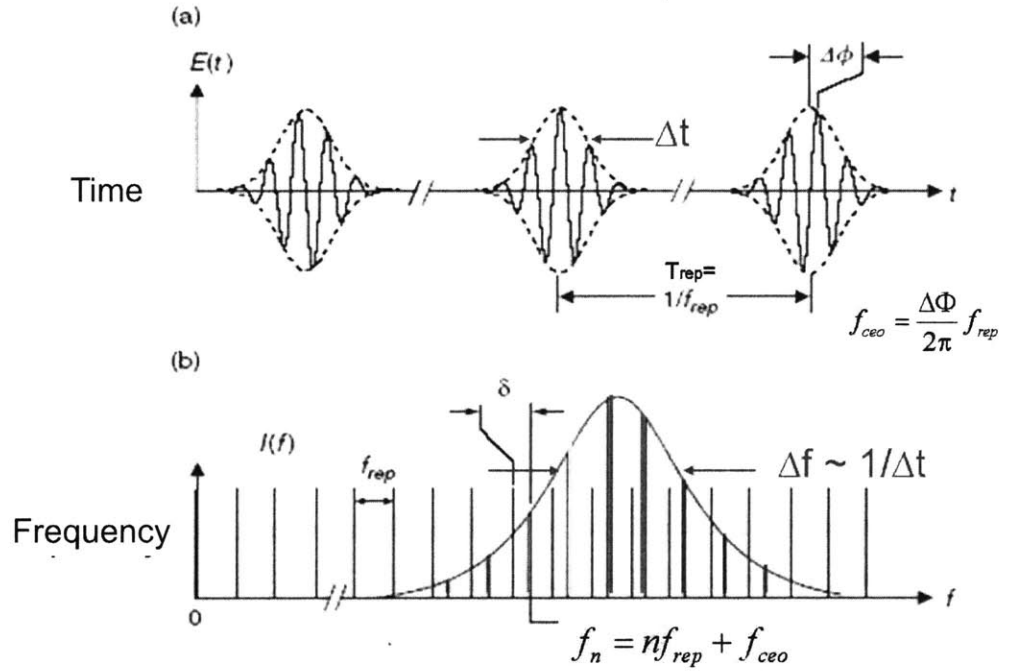 (a)
E(t)
Δϕ
Δt
Time
t
Trep=
1/frep
fceo = ΔΦ/2π frep
(b)
δ
I(f)
frep
Δf ~ 1/Δt
Frequency
0
f
fn = nfrep + fceo